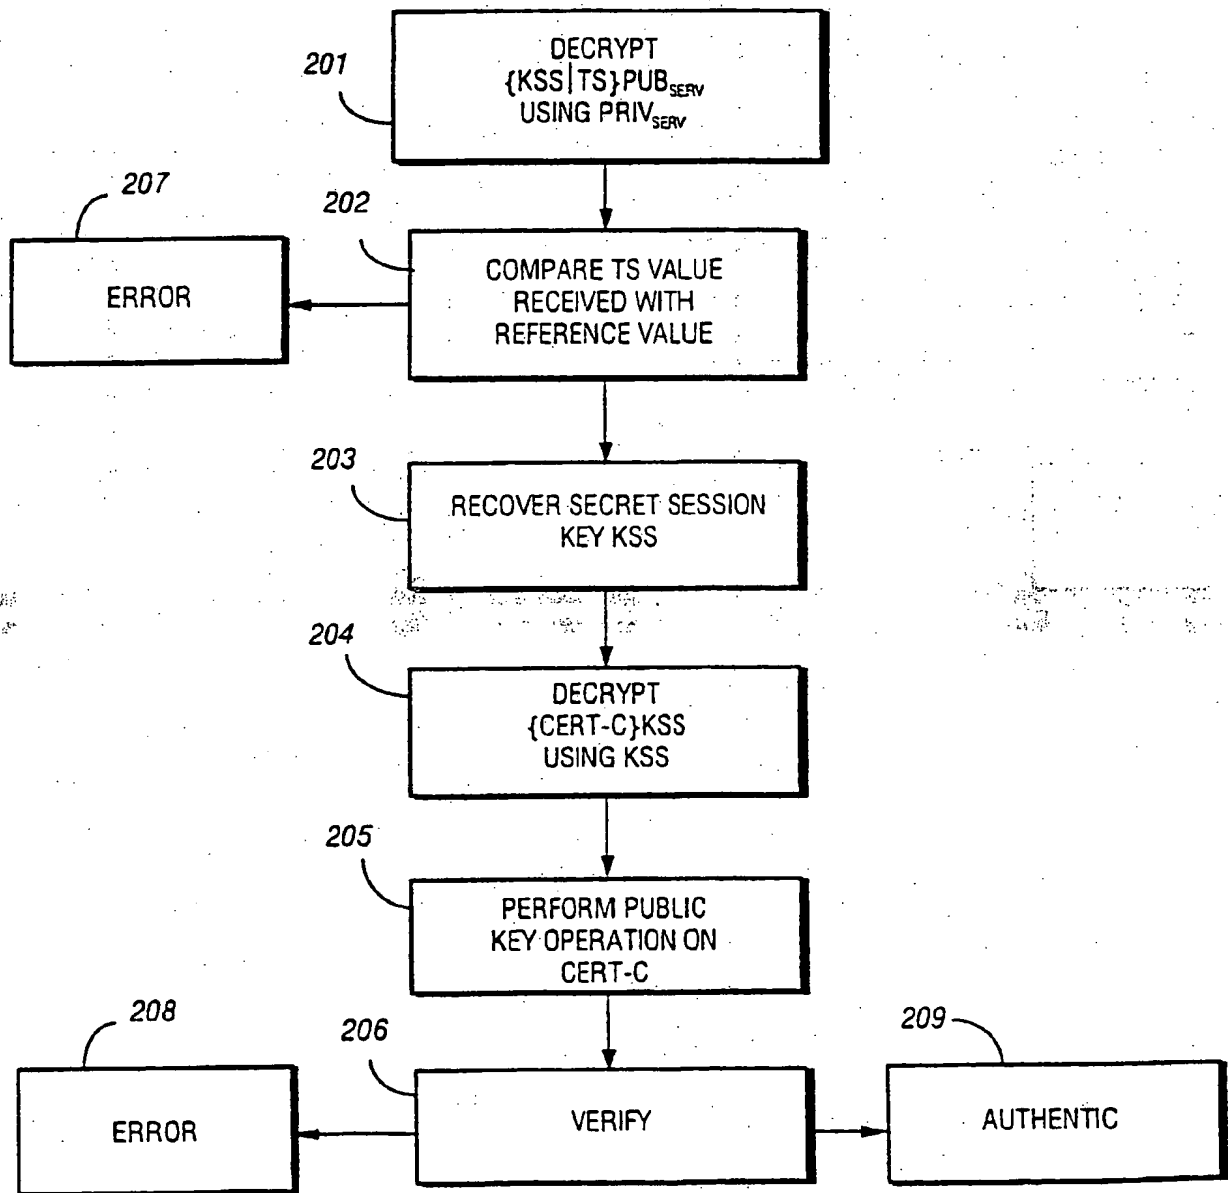 201
DECRYPT
{KSS|TS}PUB_SERV
USING PRIV_SERV
207
202
ERROR
COMPARE TS VALUE
RECEIVED WITH
REFERENCE VALUE
203
RECOVER SECRET SESSION
KEY KSS
204
DECRYPT
{CERT-C}KSS
USING KSS
205
PERFORM PUBLIC
KEY OPERATION ON
CERT-C
208
206
209
ERROR
VERIFY
AUTHENTIC